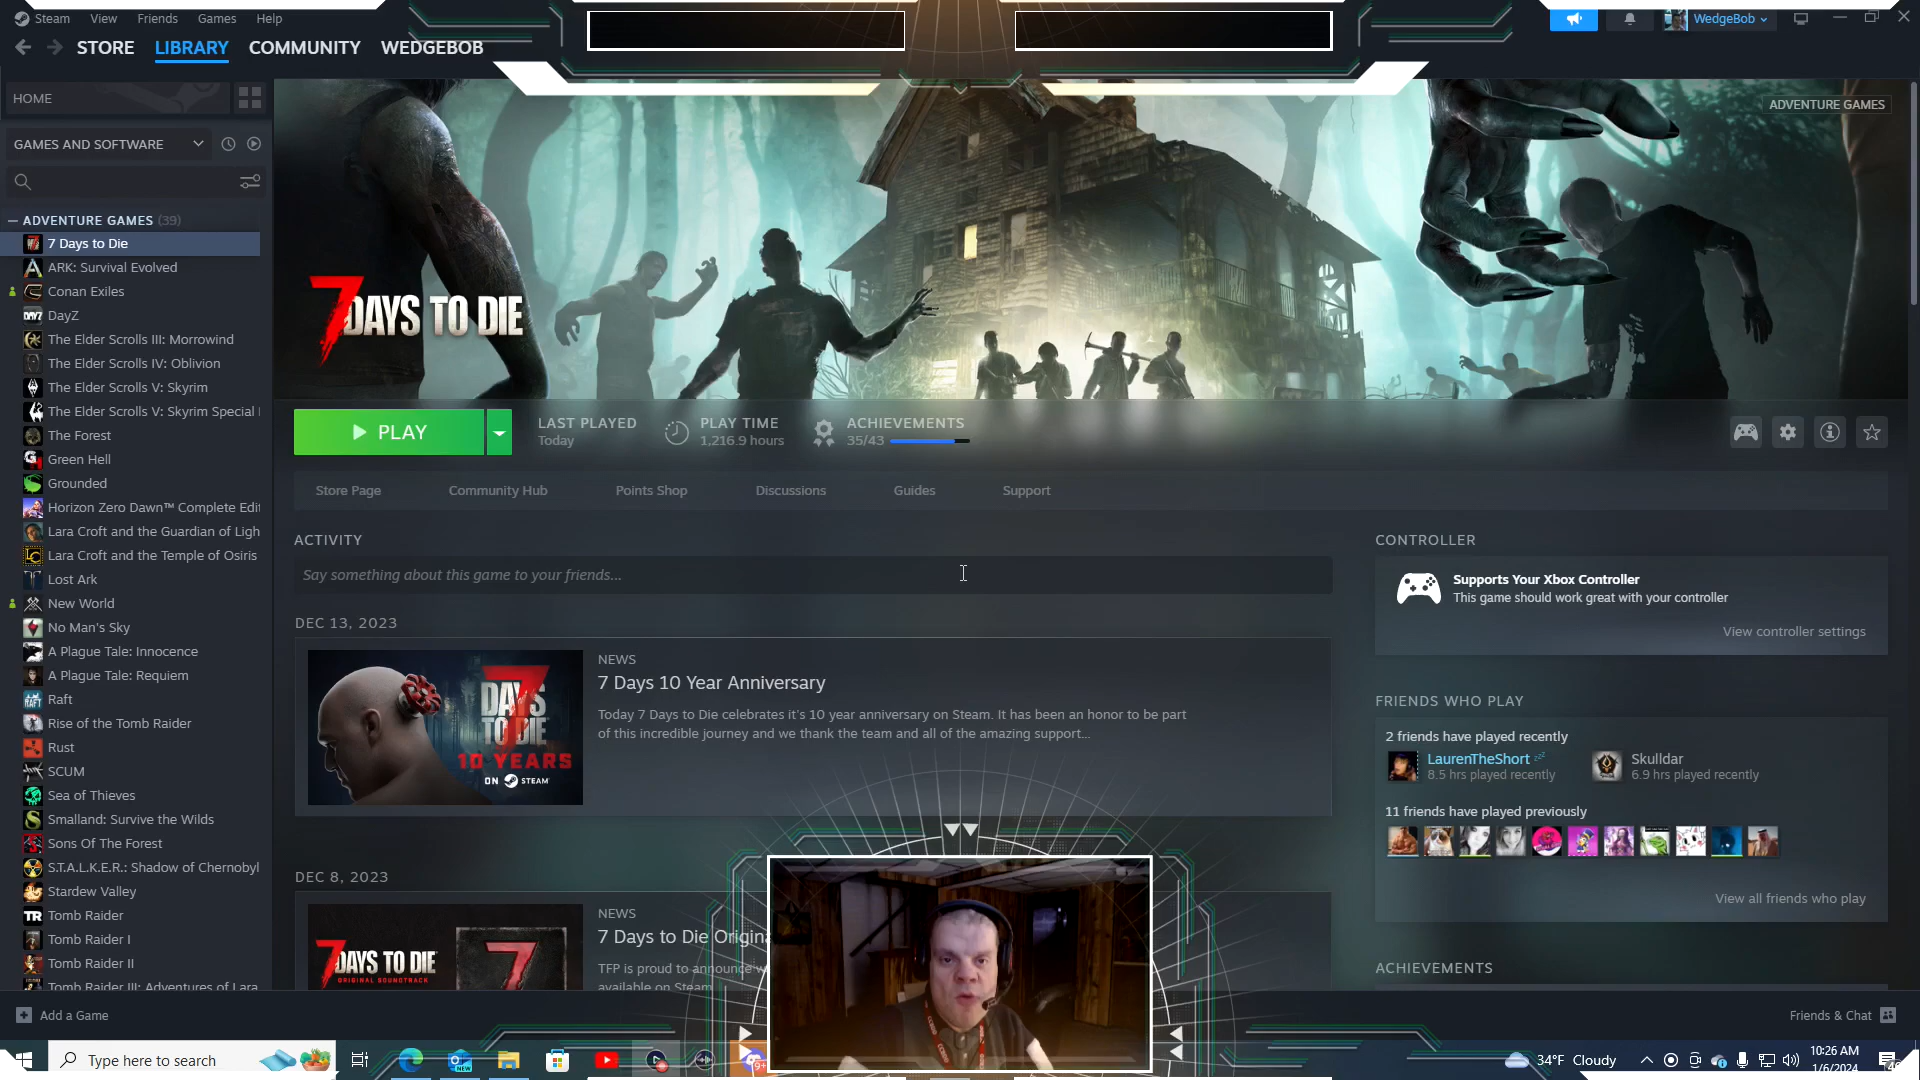 Steam View Friends Games Help
WedgeBob
STORE LIBRARY COMMUNITY WEDGEBOB
HOME
GAMES AND SOFTWARE
ADVENTURE GAMES (39)
7 Days to Die
ARK: Survival Evolved
Conan Exiles
DayZ
The Elder Scrolls III: Morrowind
The Elder Scrolls IV: Oblivion
The Elder Scrolls V: Skyrim
The Elder Scrolls V: Skyrim Special
The Forest
Green Hell
Grounded
Horizon Zero Dawn™ Complete Edit
Lara Croft and the Guardian of Ligh
Lara Croft and the Temple of Osiris
Lost Ark
New World
No Man's Sky
A Plague Tale: Innocence
A Plague Tale: Requiem
Raft
Rise of the Tomb Raider
Rust
SCUM
Sea of Thieves
Smalland: Survive the Wilds
Sons Of The Forest
S.T.A.L.K.E.R.: Shadow of Chernobyl
Stardew Valley
Tomb Raider
Tomb Raider I
Tomb Raider II
Tomb Raider III: Adventures of Lara
Add a Game
ADVENTURE GAMES
7 DAYS TO DIE
PLAY
LAST PLAYED
Today
PLAY TIME
1,216.9 hours
ACHIEVEMENTS
35/43
Store Page Community Hub Points Shop Discussions Guides Support
ACTIVITY
Say something about this game to your friends...
DEC 13, 2023
7 DAYS TO DIE
10 YEARS
ON STEAM
NEWS
7 Days 10 Year Anniversary
Today 7 Days to Die celebrates it's 10 year anniversary on Steam. It has been an honor to be part
of this incredible journey and we thank the team and all of the amazing support...
DEC 8, 2023
7 DAYS TO DIE
ORIGINAL SOUNDTRACK
NEWS
7 Days to Die Origina
TFP is proud to announce w
available on Steam
CONTROLLER
Supports Your Xbox Controller
This game should work great with your controller
View controller settings
FRIENDS WHO PLAY
2 friends have played recently
LaurenTheShort
8.5 hrs played recently
Skulldar
6.9 hrs played recently
11 friends have played previously
View all friends who play
ACHIEVEMENTS
Friends & Chat
Type here to search
34°F Cloudy
10:26 AM
1/6/2024